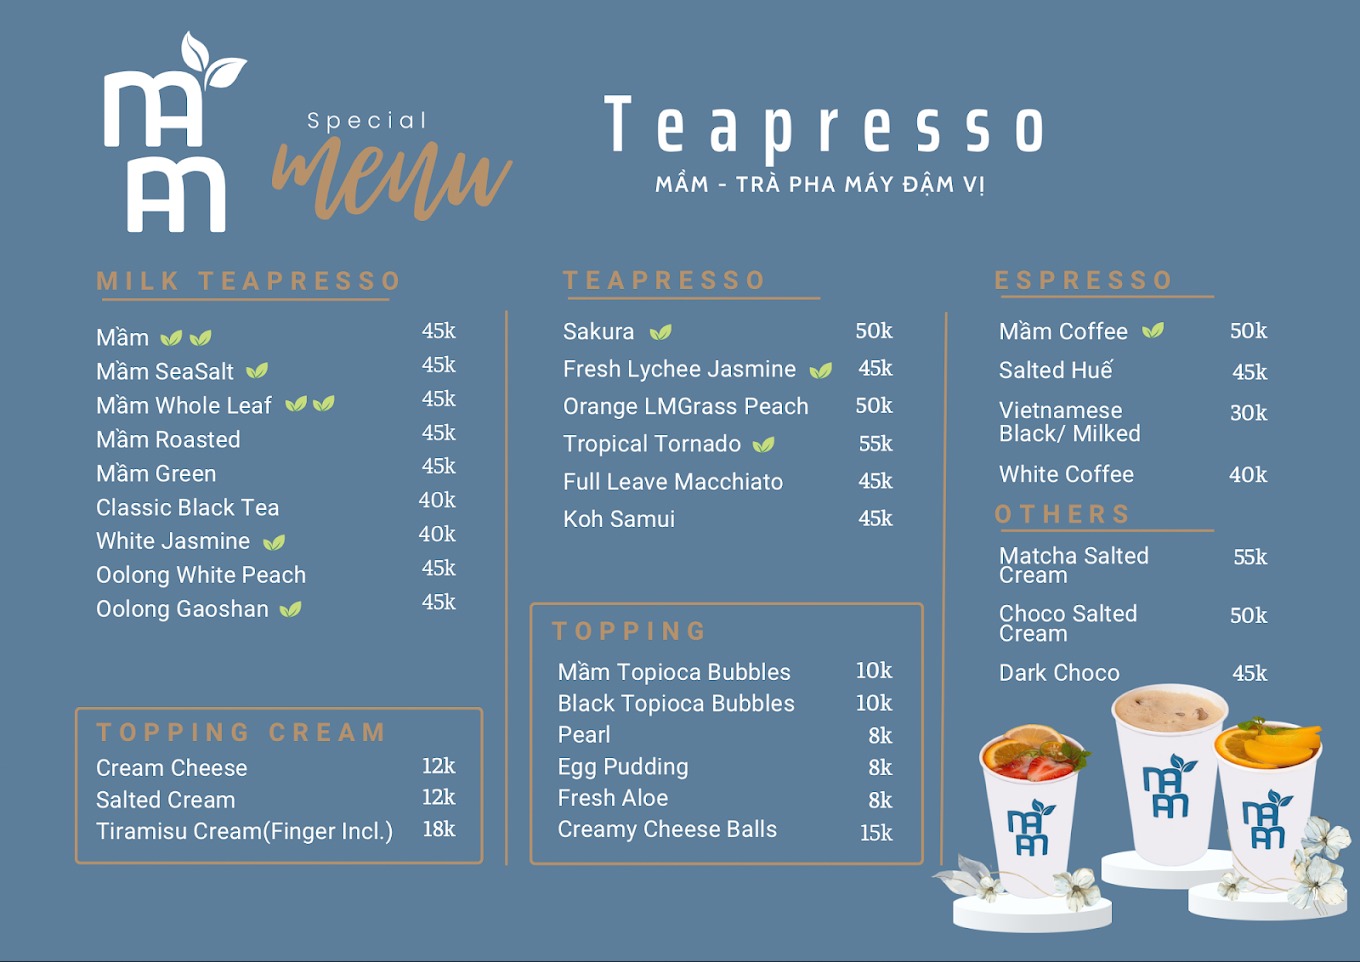 MẦM
Special
menu
Teapresso
MẦM - TRÀ PHA MÁY ĐẬM VỊ
MILK TEAPRESSO
Mầm 45k
Mầm SeaSalt 45k
Mầm Whole Leaf 45k
Mầm Roasted 45k
Mầm Green 45k
Classic Black Tea 40k
White Jasmine 40k
Oolong White Peach 45k
Oolong Gaoshan 45k
TOPPING CREAM
Cream Cheese 12k
Salted Cream 12k
Tiramisu Cream(Finger Incl.) 18k
TEAPRESSO
Sakura 50k
Fresh Lychee Jasmine 45k
Orange LMGrass Peach 50k
Tropical Tornado 55k
Full Leave Macchiato 45k
Koh Samui 45k
TOPPING
Mầm Topioca Bubbles 10k
Black Topioca Bubbles 10k
Pearl 8k
Egg Pudding 8k
Fresh Aloe 8k
Creamy Cheese Balls 15k
ESPRESSO
Mầm Coffee 50k
Salted Huế 45k
Vietnamese 30k
Black/ Milked
White Coffee 40k
OTHERS
Matcha Salted 55k
Cream
Choco Salted 50k
Cream
Dark Choco 45k
MẦM
MẦM
MẦM